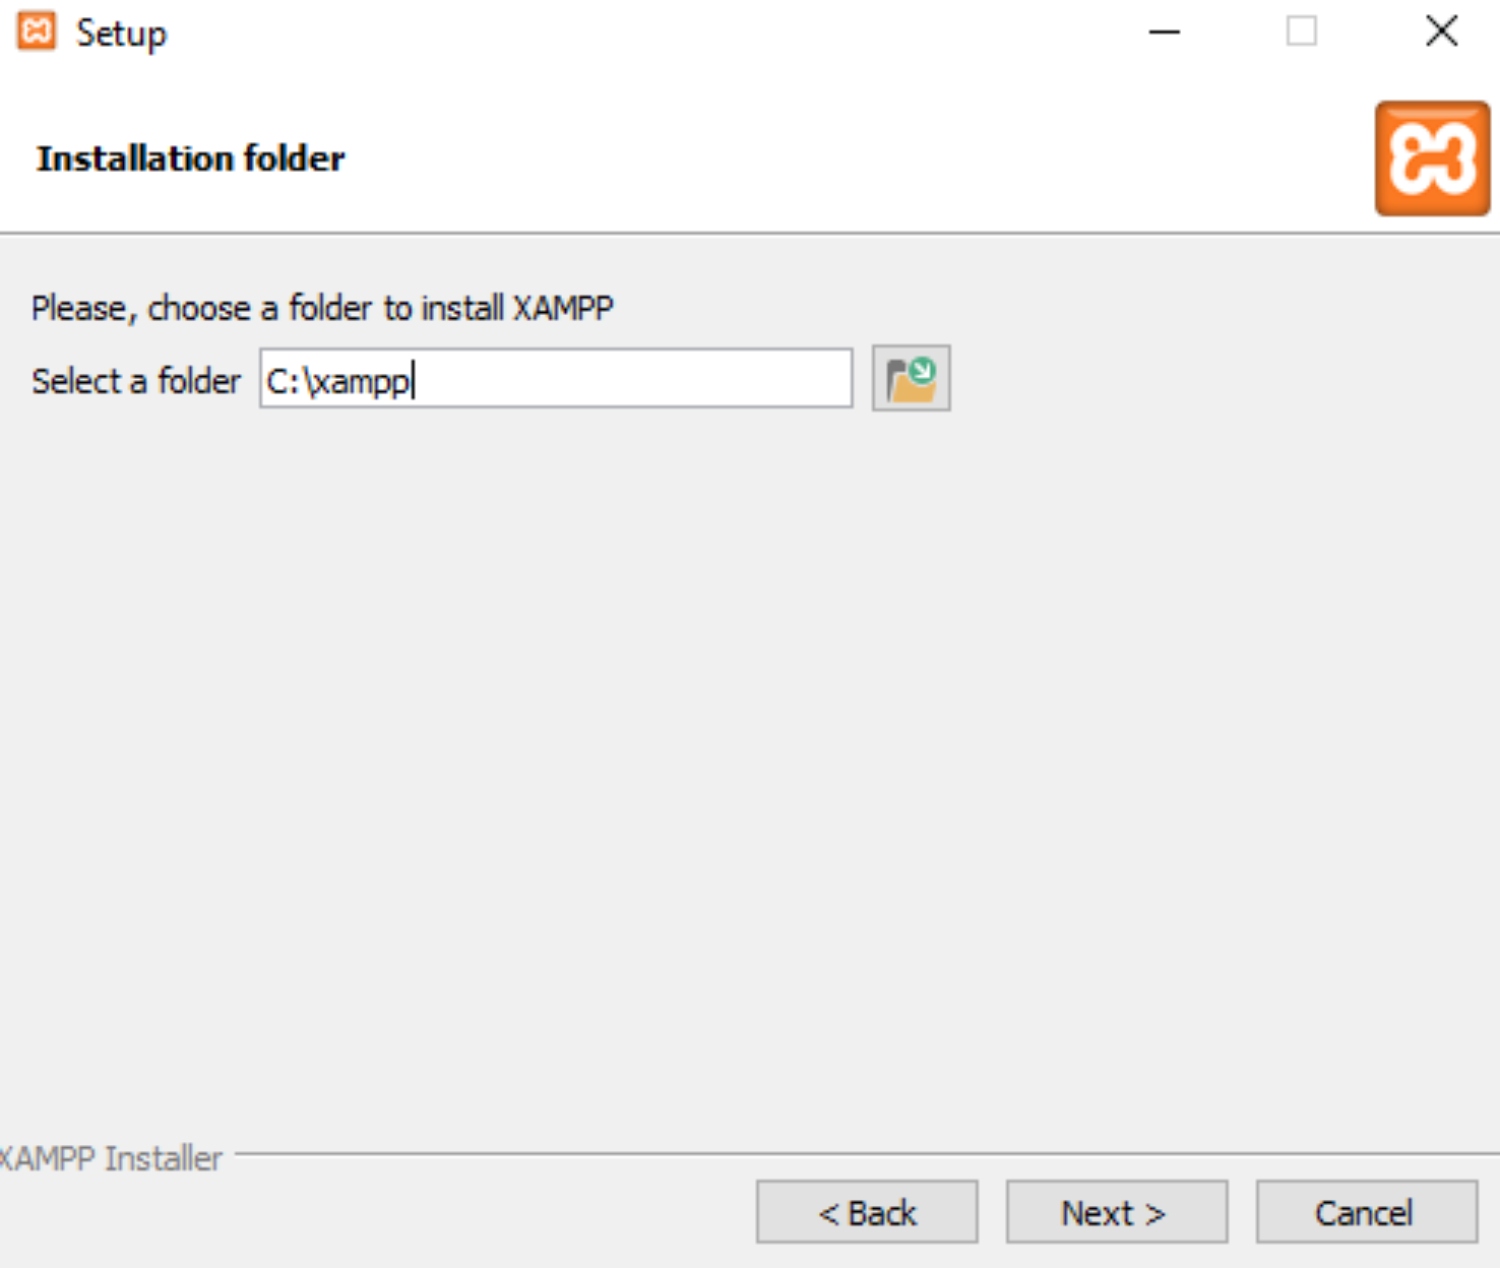 Setup
Installation folder
Please, choose a folder to install XAMPP
Select a folder C:\xampp
XAMPP Installer
< Back Next > Cancel